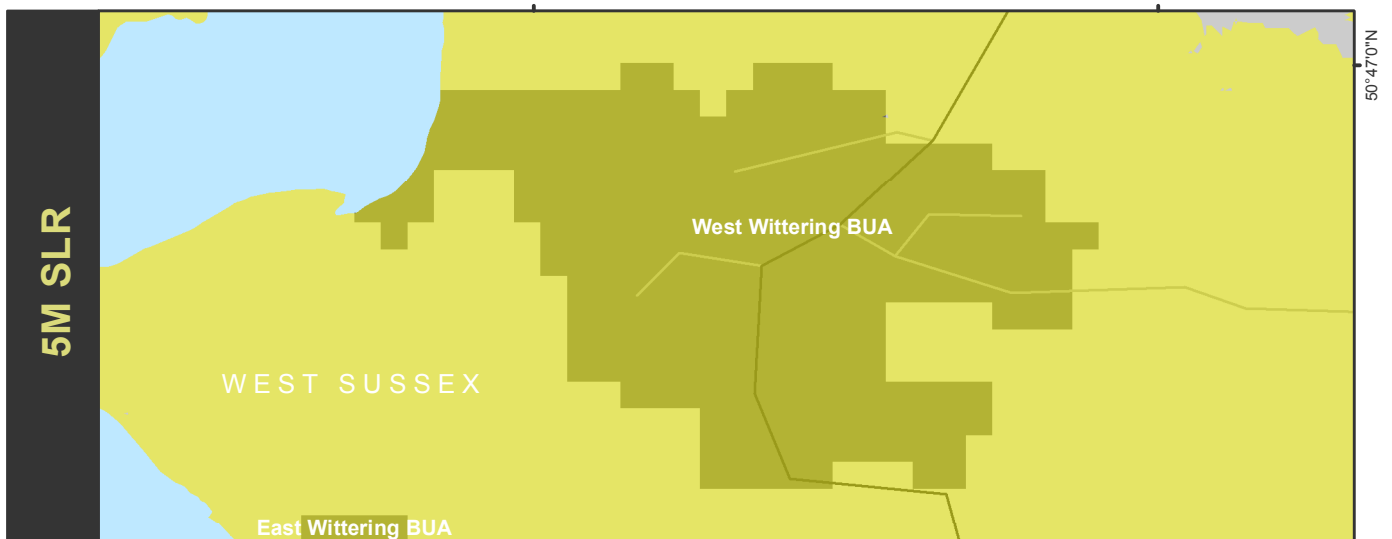 5M SLR
50°47'0"N
West Wittering BUA
WEST SUSSEX
East Wittering BUA